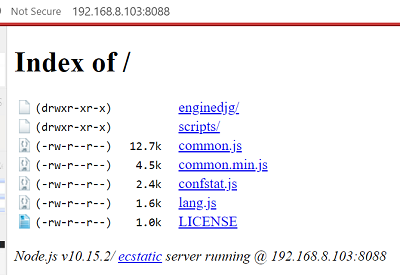 Not Secure 192.168.8.103:8088
Index of /
(drwxr-xr-x) enginedjg/
(drwxr-xr-x) scripts/
(-rw-r--r--) 12.7k common.js
(-rw-r--r--) 4.5k common.min.js
(-rw-r--r--) 2.4k confstat.js
(-rw-r--r--) 1.6k lang.js
(-rw-r--r--) 1.0k LICENSE
Node.js v10.15.2/ ecstatic server running @ 192.168.8.103:8088